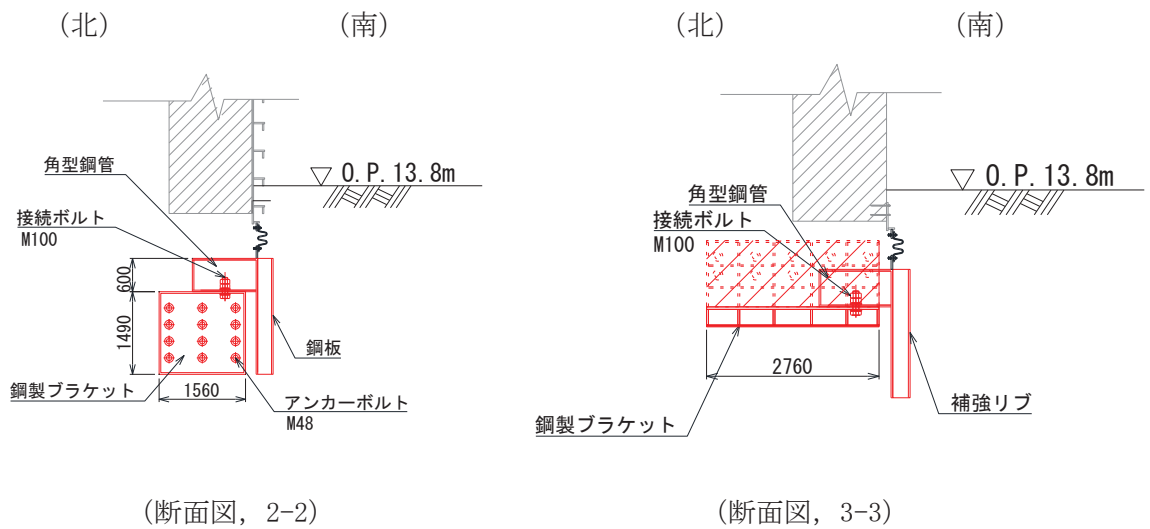 (北)
(南)
角型鋼管
O.P.13.8m
接続ボルト
M100
600
1490
鋼板
鋼製ブラケット
1560
アンカーボルト
M48
(断面図, 2-2)
(北)
(南)
O.P.13.8m
角型鋼管
接続ボルト
M100
2760
補強リブ
鋼製ブラケット
(断面図, 3-3)